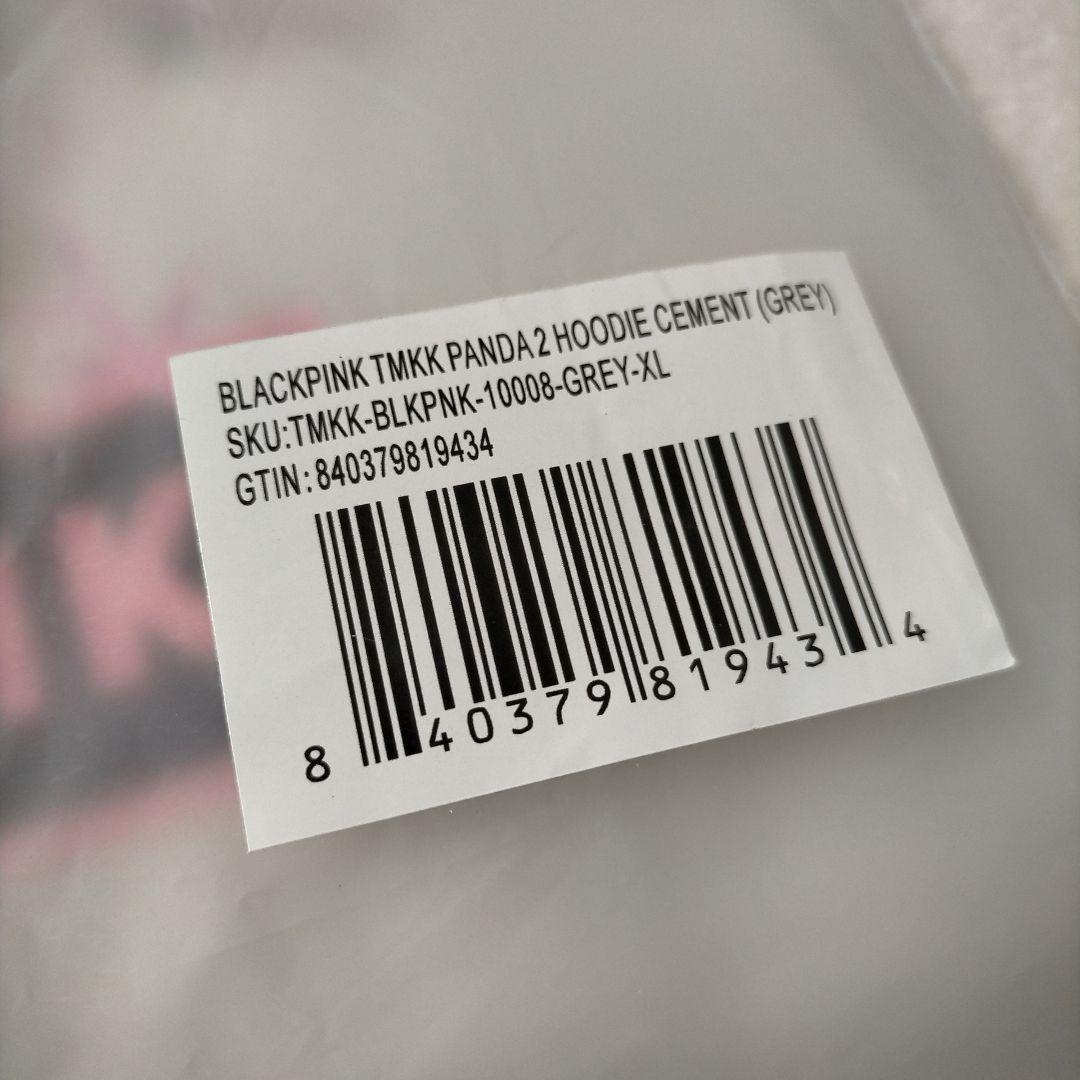 BLACKPINK TMKK PANDA 2 HOODIE CEMENT (GREY)
SKU:TMKK-BLKPNK-10008-GREY-XL
GTIN: 840379819434
8 40379 81943 4